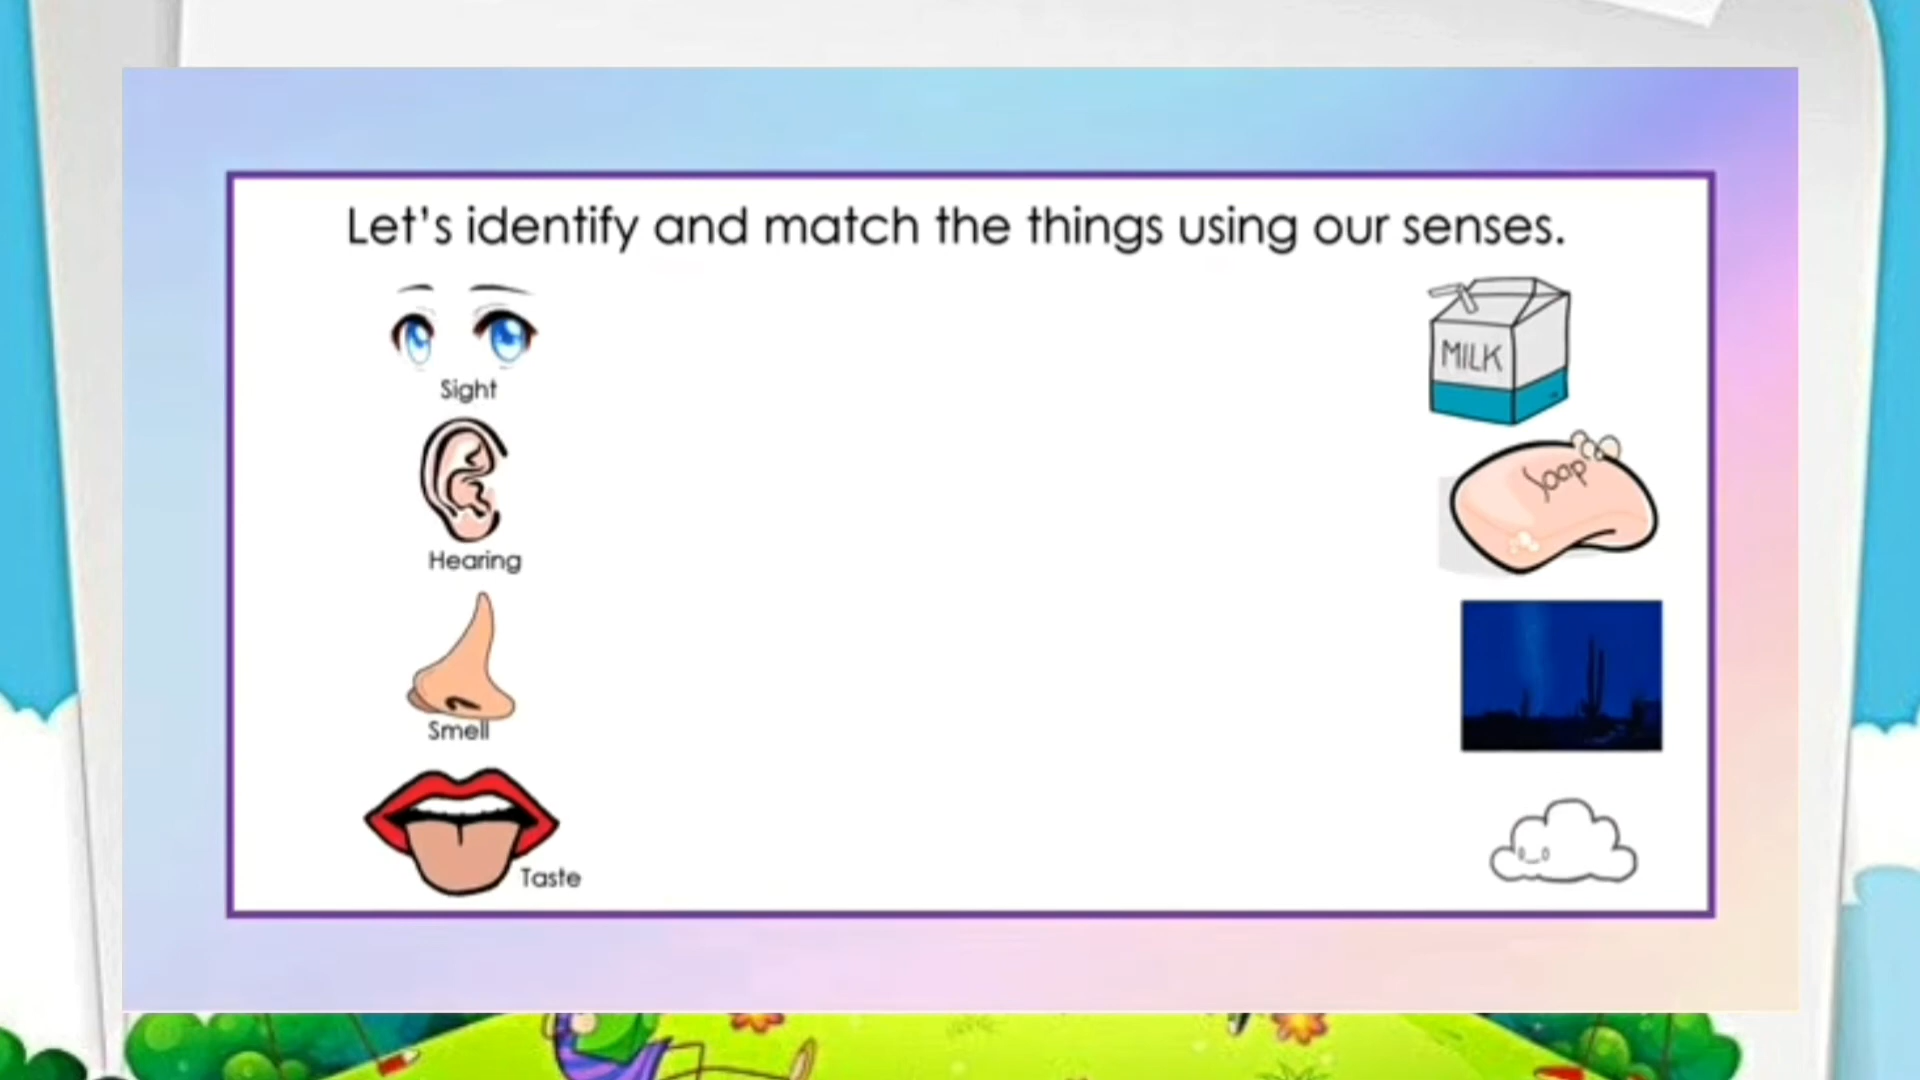 Let's identify and match the things using our senses.
Sight
MILK
Soap
Hearing
Smell
Taste